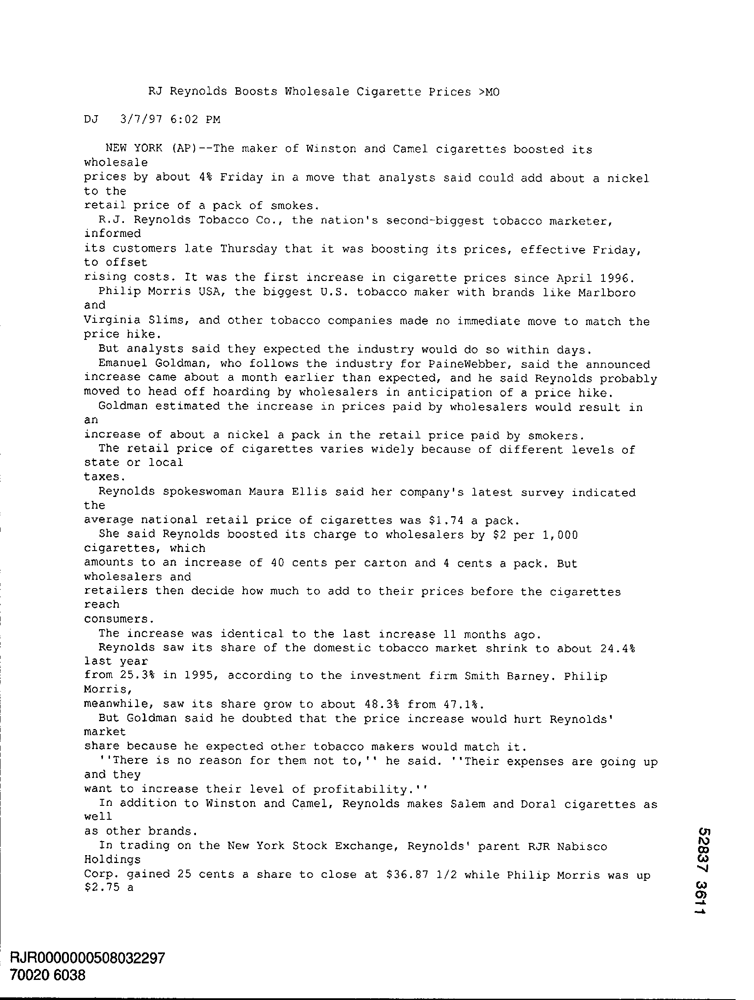 RJ Reynolds Boosts Wholesale Cigarette Prices >MO
DJ 3/7/97 6:02 PM
NEW YORK (AP)--The maker of Winston and Camel cigarettes boosted its
wholesale
prices by about 4% Friday in a move that analysts said could add about a nickel
to the
retail price of a pack of smokes.
R.J. Reynolds Tobacco Co., the nation's second-biggest tobacco marketer,
informed
its customers late Thursday that it was boosting its prices, effective Friday,
to offset
rising costs. It was the first increase in cigarette prices since April 1996.
Philip Morris USA, the biggest U.S. tobacco maker with brands like Marlboro
and
Virginia Slims, and other tobacco companies made no immediate move to match the
price hike.
But analysts said they expected the industry would do so within days.
Emanuel Goldman, who follows the industry for PaineWebber, said the announced
increase came about a month earlier than expected, and he said Reynolds probably
moved to head off hoarding by wholesalers in anticipation of a price hike.
Goldman estimated the increase in prices paid by wholesalers would result in
an
increase of about a nickel a pack in the retail price paid by smokers.
The retail price of cigarettes varies widely because of different levels of
state or local
taxes.
Reynolds spokeswoman Maura Ellis said her company's latest survey indicated
the
average national retail price of cigarettes was $1.74 a pack.
She said Reynolds boosted its charge to wholesalers by $2 per 1,000
cigarettes, which
amounts to an increase of 40 cents per carton and 4 cents a pack. But
wholesalers and
retailers then decide how much to add to their prices before the cigarettes
reach
consumers.
The increase was identical to the last increase 11 months ago.
Reynolds saw its share of the domestic tobacco market shrink to about 24.4%
last year
from 25.3% in 1995, according to the investment firm Smith Barney. Philip
Morris,
meanwhile, saw its share grow to about 48.3% from 47.1%.
But Goldman said he doubted that the price increase would hurt Reynolds'
market
share because he expected other tobacco makers would match it.
''There is no reason for them not to,'' he said. ''Their expenses are going up
and they
want to increase their level of profitability.''
In addition to Winston and Camel, Reynolds makes Salem and Doral cigarettes as
well
as other brands.
In trading on the New York Stock Exchange, Reynolds' parent RJR Nabisco
Holdings
Corp. gained 25 cents a share to close at $36.87 1/2 while Philip Morris was up
$2.75 a
52837 3611
RJR0000000508032297
70020 6038